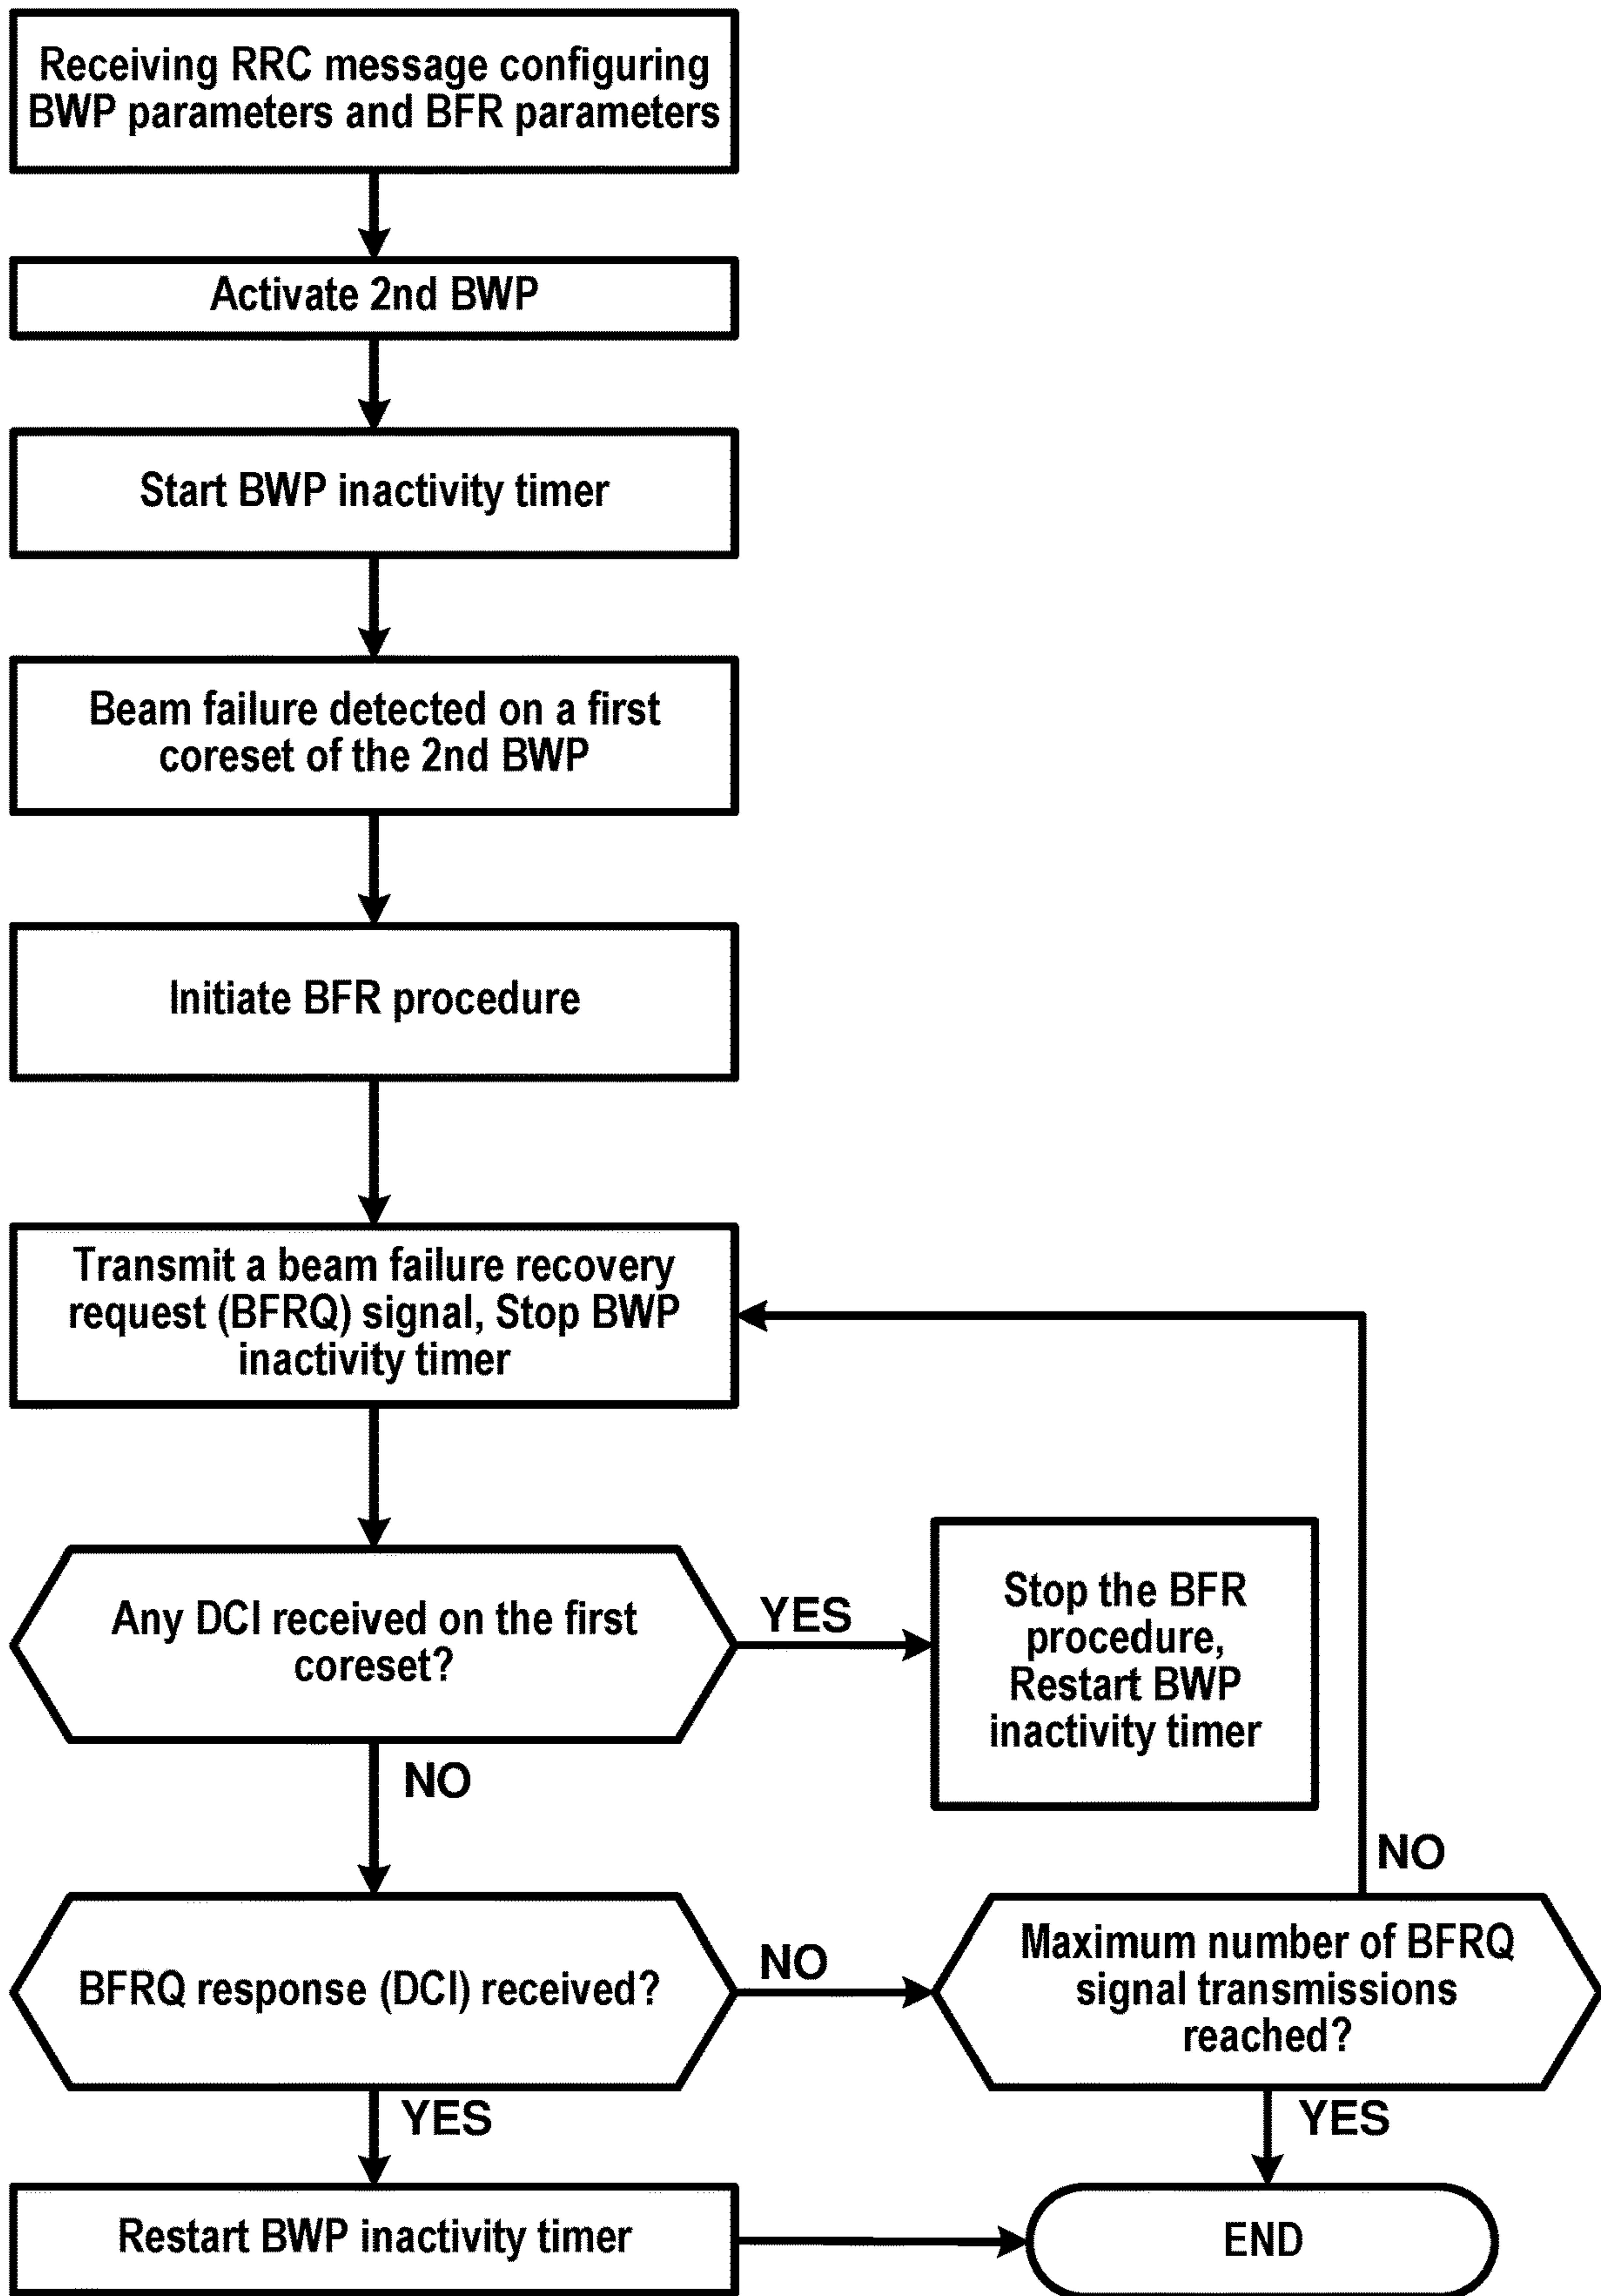 Receiving RRC message configuring
BWP parameters and BFR parameters
Activate 2nd BWP
Start BWP inactivity timer
Beam failure detected on a first
coreset of the 2nd BWP
Initiate BFR procedure
Transmit a beam failure recovery
request (BFRQ) signal, Stop BWP
inactivity timer
Any DCI received on the first
coreset?
YES
Stop the BFR
procedure,
Restart BWP
inactivity timer
NO
NO
BFRQ response (DCI) received?
NO
Maximum number of BFRQ
signal transmissions
reached?
YES
YES
Restart BWP inactivity timer
END